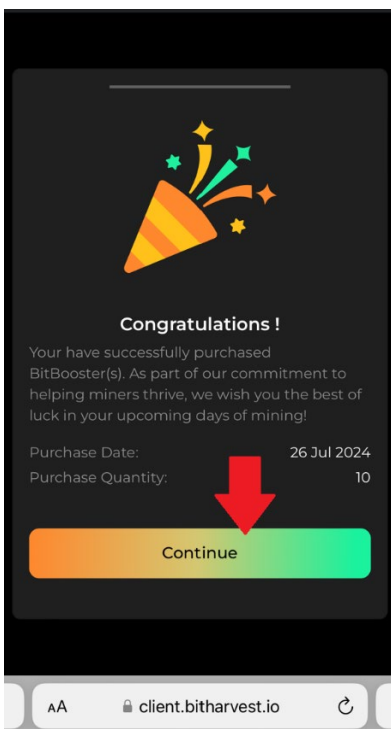 Congratulations !
Your have successfully purchased
BitBooster(s). As part of our commitment to
helping miners thrive, we wish you the best of
luck in your upcoming days of mining!
Purchase Date: 26 Jul 2024
Purchase Quantity: 10
Continue
AA client.bitharvest.io